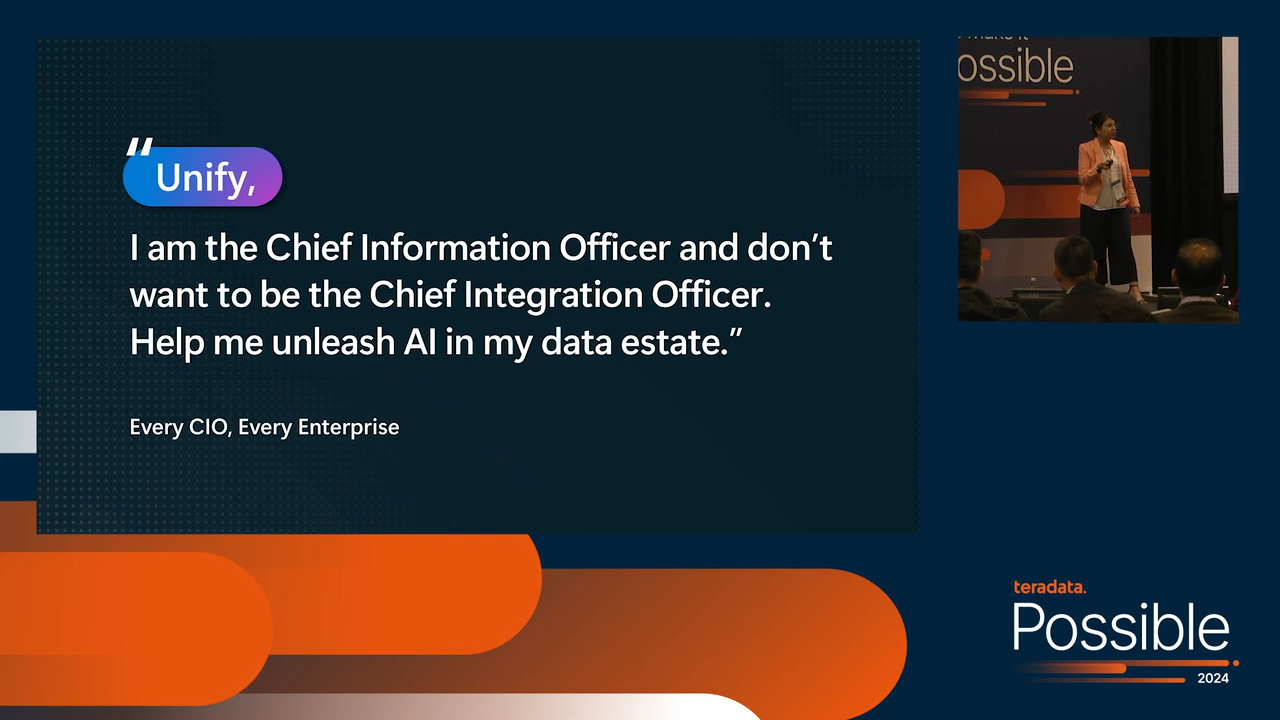 “Unify,
I am the Chief Information Officer and don’t
want to be the Chief Integration Officer.
Help me unleash AI in my data estate.”
Every CIO, Every Enterprise
ossible
teradata.
Possible
2024